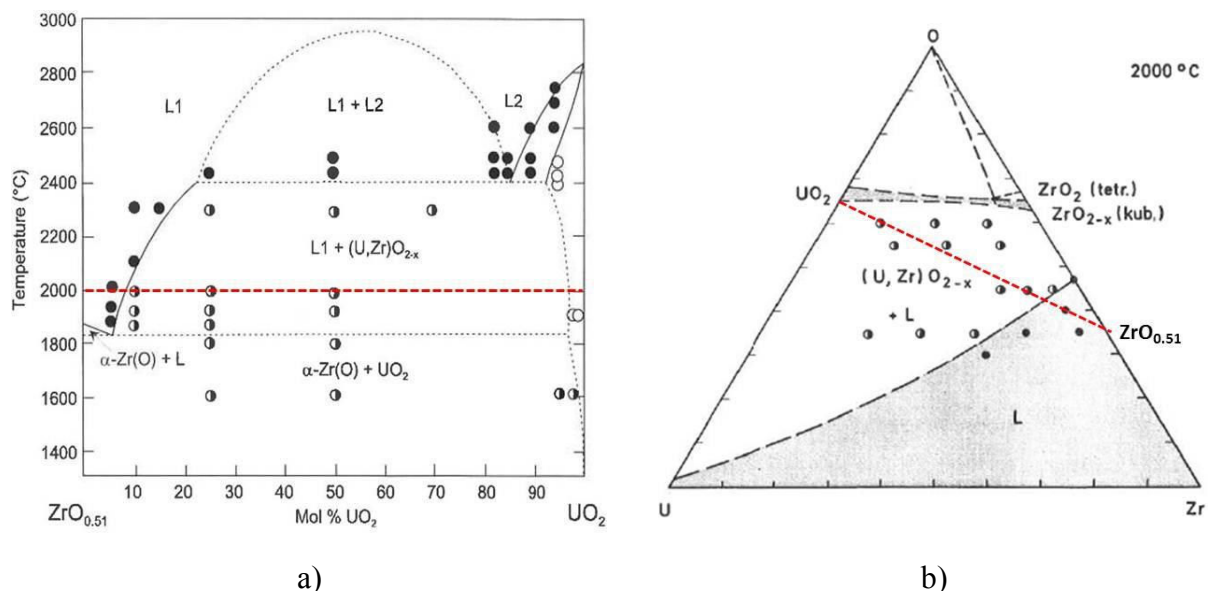 3000
2800
2600
2400
2200
2000
1800
1600
1400
Temperature (°C)
L1
L1 + L2
L2
L1 + (U,Zr)O₂₋ₓ
α-Zr(O) + L
α-Zr(O) + UO₂
10 20 30 40 50 60 70 80 90
ZrO₀.₅₁
Mol % UO₂
UO₂
a)
O
2000 °C
UO₂
ZrO₂ (tetr.)
ZrO₂₋ₓ (kub.)
(U, Zr) O₂₋ₓ
+ L
ZrO₀.₅₁
L
U
Zr
b)